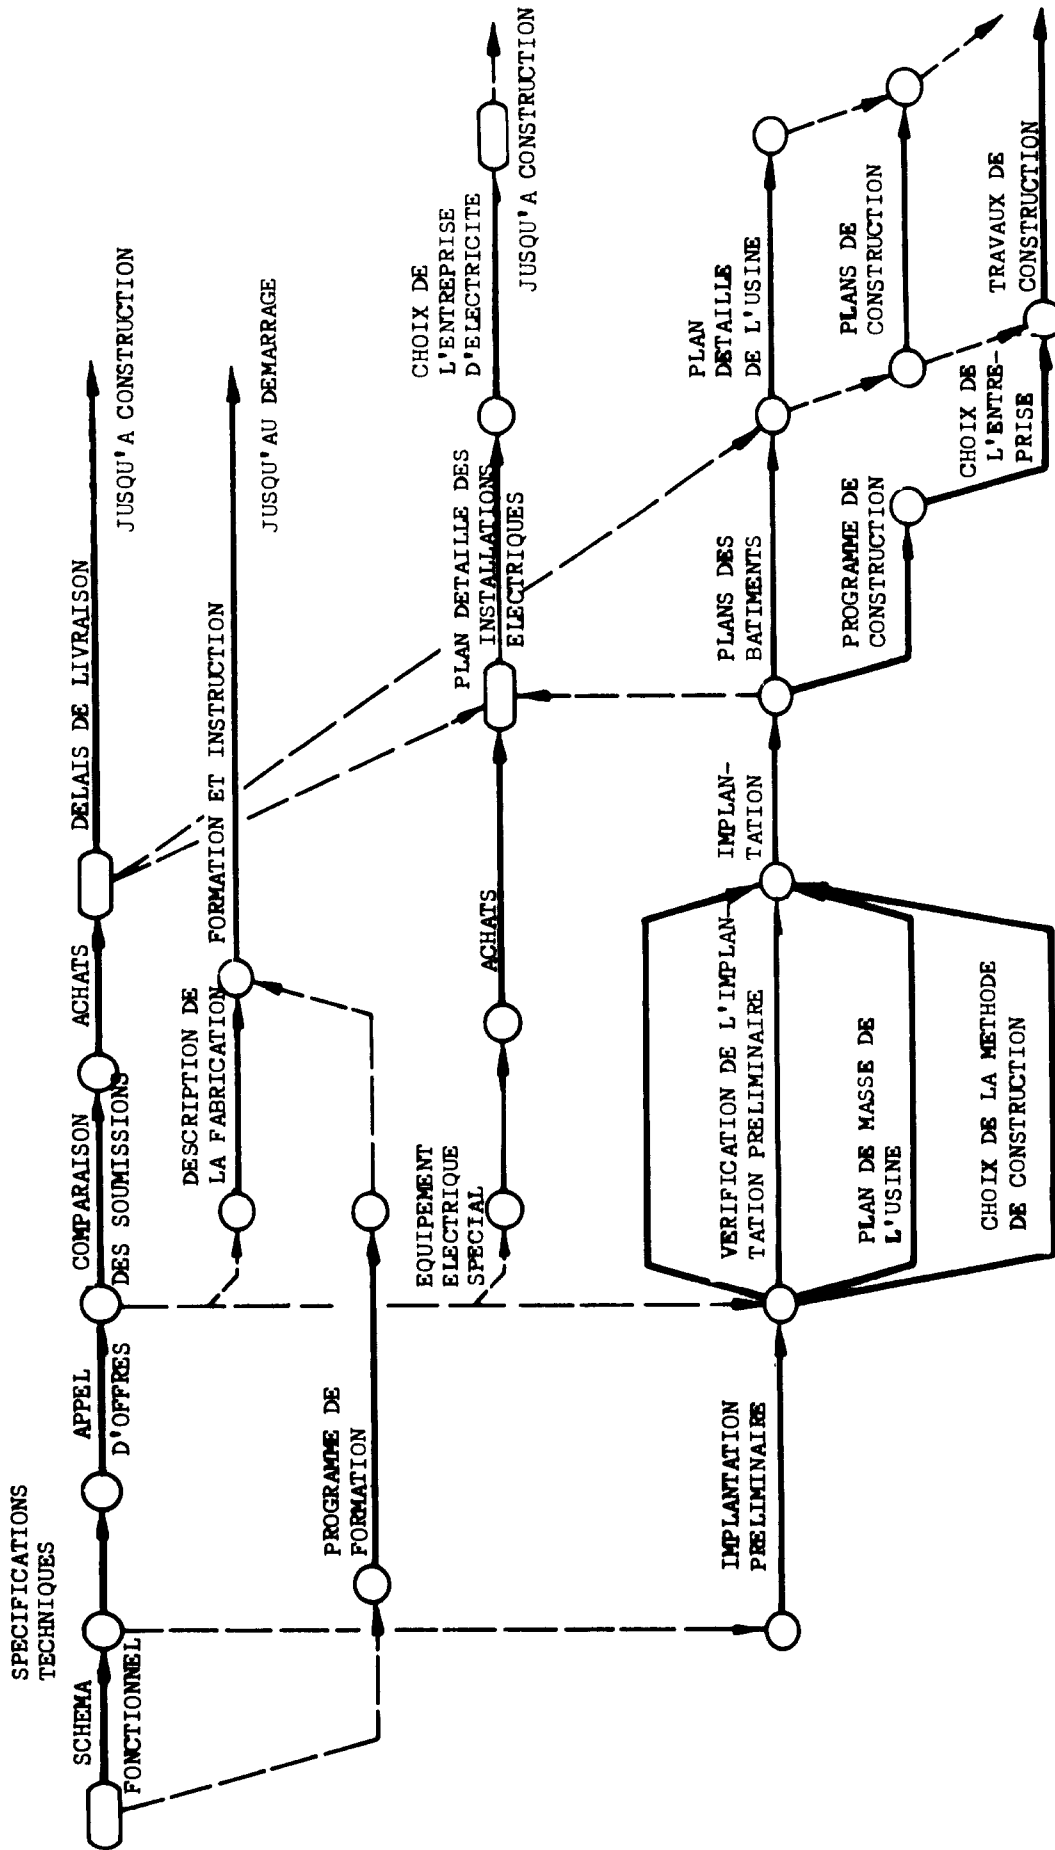 SPECIFICATIONS
TECHNIQUES
SCHEMA
FONCTIONNEL
APPEL
D'OFFRES
COMPARAISON
DES SOUMISSIONS
ACHATS
DELAIS DE LIVRAISON
JUSQU'A CONSTRUCTION
DESCRIPTION DE
LA FABRICATION
FORMATION ET INSTRUCTION
JUSQU'AU DEMARRAGE
PROGRAMME DE
FORMATION
EQUIPEMENT
ELECTRIQUE
SPECIAL
ACHATS
PLAN DETAILLE DES
INSTALLATIONS
ELECTRIQUES
CHOIX DE
L'ENTREPRISE
D'ELECTRICITE
JUSQU'A CONSTRUCTION
IMPLANTATION
PRELIMINAIRE
VERIFICATION DE L'IMPLAN-
TATION PRELIMINAIRE
PLAN DE MASSE DE
L'USINE
CHOIX DE LA METHODE
DE CONSTRUCTION
IMPLAN-
TATION
PLANS DES
BATIMENTS
PLAN
DETAILLE
DE L'USINE
PROGRAMME DE
CONSTRUCTION
PLANS DE
CONSTRUCTION
CHOIX DE
L'ENTRE-
PRISE
TRAVAUX DE
CONSTRUCTION